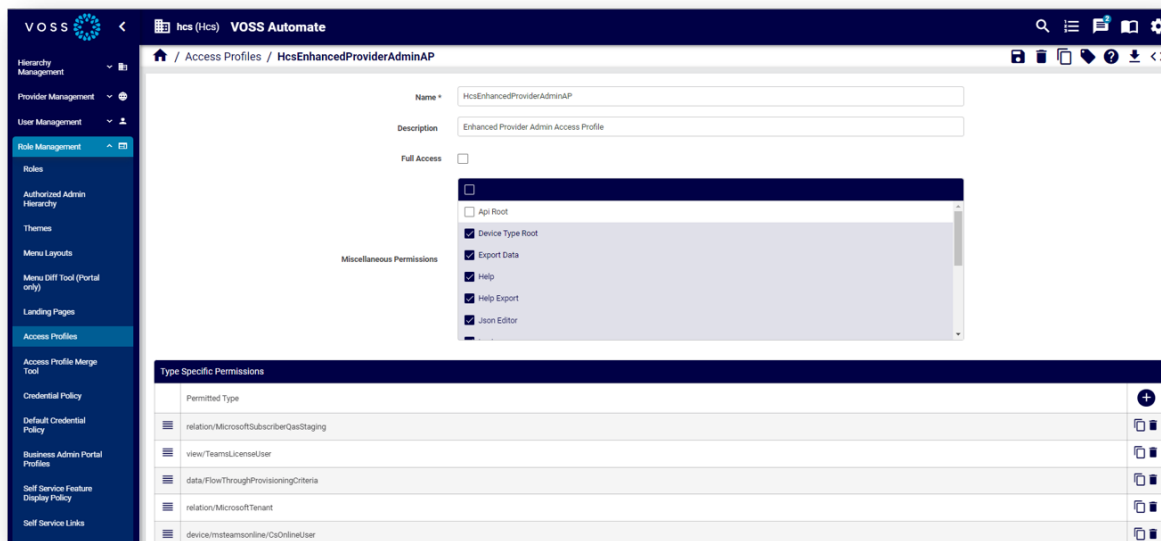 VOSS
hcs (Hcs) VOSS Automate
2
/ Access Profiles / HcsEnhancedProviderAdminAP
Hierarchy
Management
Provider Management
User Management
Role Management
Roles
Authorized Admin
Hierarchy
Themes
Menu Layouts
Menu Diff Tool (Portal
only)
Landing Pages
Access Profiles
Access Profile Merge
Tool
Credential Policy
Default Credential
Policy
Business Admin Portal
Profiles
Self Service Feature
Display Policy
Self Service Links
Name * HcsEnhancedProviderAdminAP
Description Enhanced Provider Admin Access Profile
Full Access
Miscellaneous Permissions
Api Root
Device Type Root
Export Data
Help
Help Export
Json Editor
Type Specific Permissions
Permitted Type
relation/MicrosoftSubscriberQasStaging
view/TeamsLicenseUser
data/FlowThroughProvisioningCriteria
relation/MicrosoftTenant
device/msteamsonline/CsOnlineUser